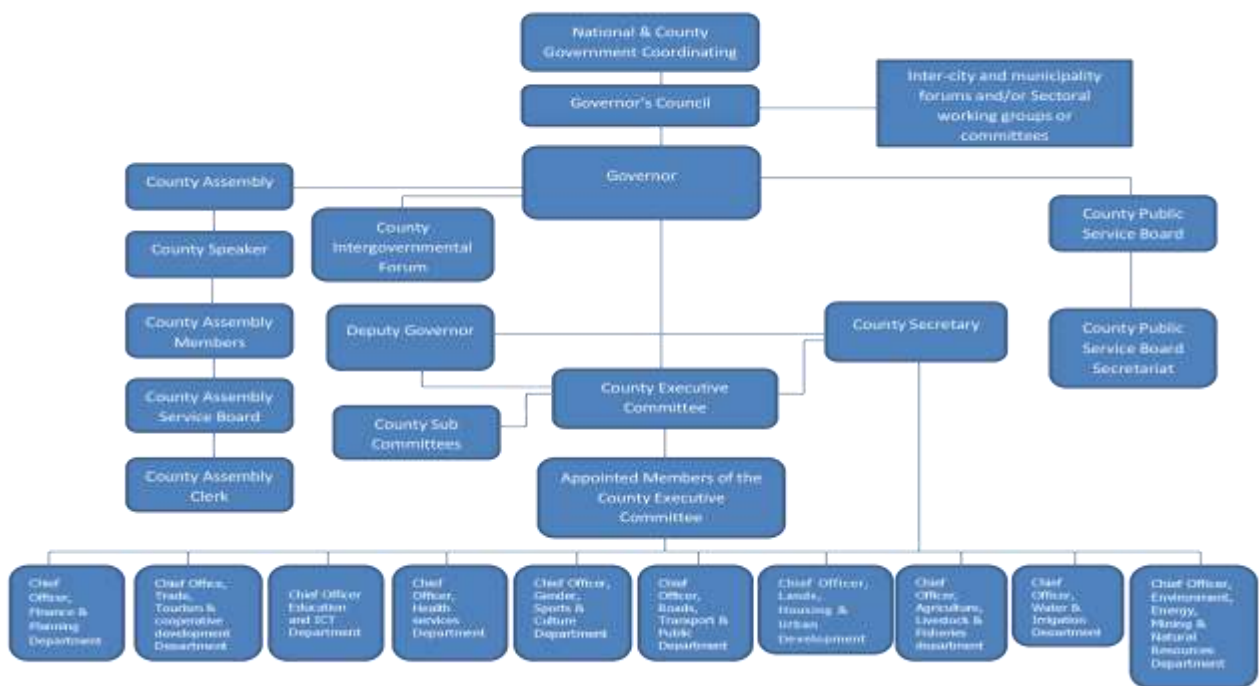 National & County
Government Coordinating
Inter-city and municipality
forums and/or Sectoral
working groups or
committees
Governor's Council
Governor
County Assembly
County Public
Service Board
County
Intergovernmental
Forum
County Speaker
County Assembly
Members
Deputy Governor
County Secretary
County Public
Service Board
Secretariat
County Executive
Committee
County Assembly
Service Board
County Sub
Committees
County Assembly
Clerk
Appointed Members of the
County Executive
Committee
Chief
Officer,
Finance &
Planning
Department
Chief Office,
Trade,
Tourism &
cooperative
development
Department
Chief Officer
Education
and ICT
Department
Chief
Officer,
Health
services
Department
Chief Officer,
Gender,
Sports &
Culture
Department
Chief
Officer,
Roads,
Transport &
Public
Department
Chief Officer,
Lands,
Housing &
Urban
Development
Chief
Officer,
Agriculture,
Livestock &
Fisheries
department
Chief
Officer,
Water &
Irrigation
Department
Chief Officer,
Environment,
Energy,
Mining &
Natural
Resources
Department